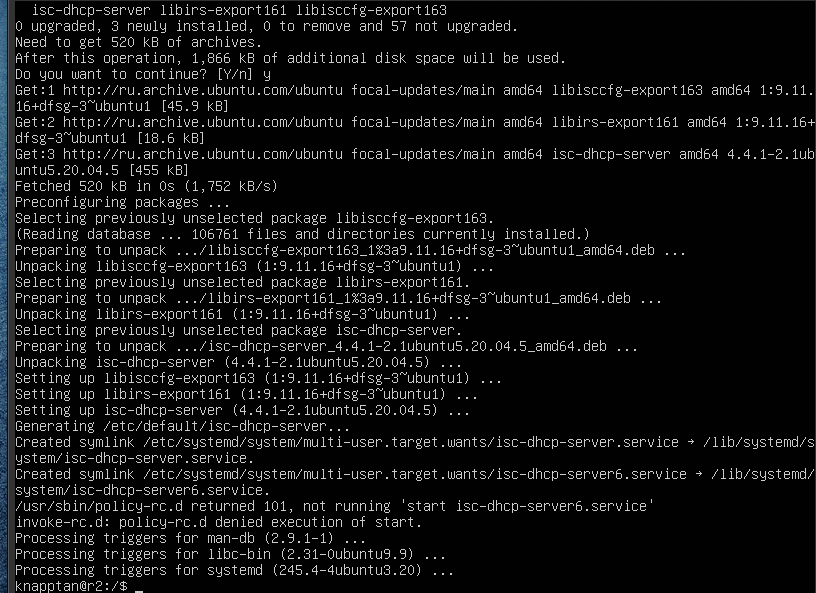 isc-dhcp-server libirs-export161 libisccfg-export163
0 upgraded, 3 newly installed, 0 to remove and 57 not upgraded.
Need to get 520 kB of archives.
After this operation, 1,866 kB of additional disk space will be used.
Do you want to continue? [Y/n] y
Get:1 http://ru.archive.ubuntu.com/ubuntu focal-updates/main amd64 libisccfg-export163 amd64 1:9.11.
16+dfsg-3~ubuntu1 [45.9 kB]
Get:2 http://ru.archive.ubuntu.com/ubuntu focal-updates/main amd64 libirs-export161 amd64 1:9.11.16+
dfsg-3~ubuntu1 [18.6 kB]
Get:3 http://ru.archive.ubuntu.com/ubuntu focal-updates/main amd64 isc-dhcp-server amd64 4.4.1-2.1ub
untu5.20.04.5 [455 kB]
Fetched 520 kB in 0s (1,752 kB/s)
Preconfiguring packages ...
Selecting previously unselected package libisccfg-export163.
(Reading database ... 106761 files and directories currently installed.)
Preparing to unpack .../libisccfg-export163_1%3a9.11.16+dfsg-3~ubuntu1_amd64.deb ...
Unpacking libisccfg-export163 (1:9.11.16+dfsg-3~ubuntu1) ...
Selecting previously unselected package libirs-export161.
Preparing to unpack .../libirs-export161_1%3a9.11.16+dfsg-3~ubuntu1_amd64.deb ...
Unpacking libirs-export161 (1:9.11.16+dfsg-3~ubuntu1) ...
Selecting previously unselected package isc-dhcp-server.
Preparing to unpack .../isc-dhcp-server_4.4.1-2.1ubuntu5.20.04.5_amd64.deb ...
Unpacking isc-dhcp-server (4.4.1-2.1ubuntu5.20.04.5) ...
Setting up libisccfg-export163 (1:9.11.16+dfsg-3~ubuntu1) ...
Setting up libirs-export161 (1:9.11.16+dfsg-3~ubuntu1) ...
Setting up isc-dhcp-server (4.4.1-2.1ubuntu5.20.04.5) ...
Generating /etc/default/isc-dhcp-server...
Created symlink /etc/systemd/system/multi-user.target.wants/isc-dhcp-server.service → /lib/systemd/s
ystem/isc-dhcp-server.service.
Created symlink /etc/systemd/system/multi-user.target.wants/isc-dhcp-server6.service → /lib/systemd/
system/isc-dhcp-server6.service.
/usr/sbin/policy-rc.d returned 101, not running 'start isc-dhcp-server6.service'
invoke-rc.d: policy-rc.d denied execution of start.
Processing triggers for man-db (2.9.1-1) ...
Processing triggers for libc-bin (2.31-0ubuntu9.9) ...
Processing triggers for systemd (245.4-4ubuntu3.20) ...
knapptan@r2:/$ _